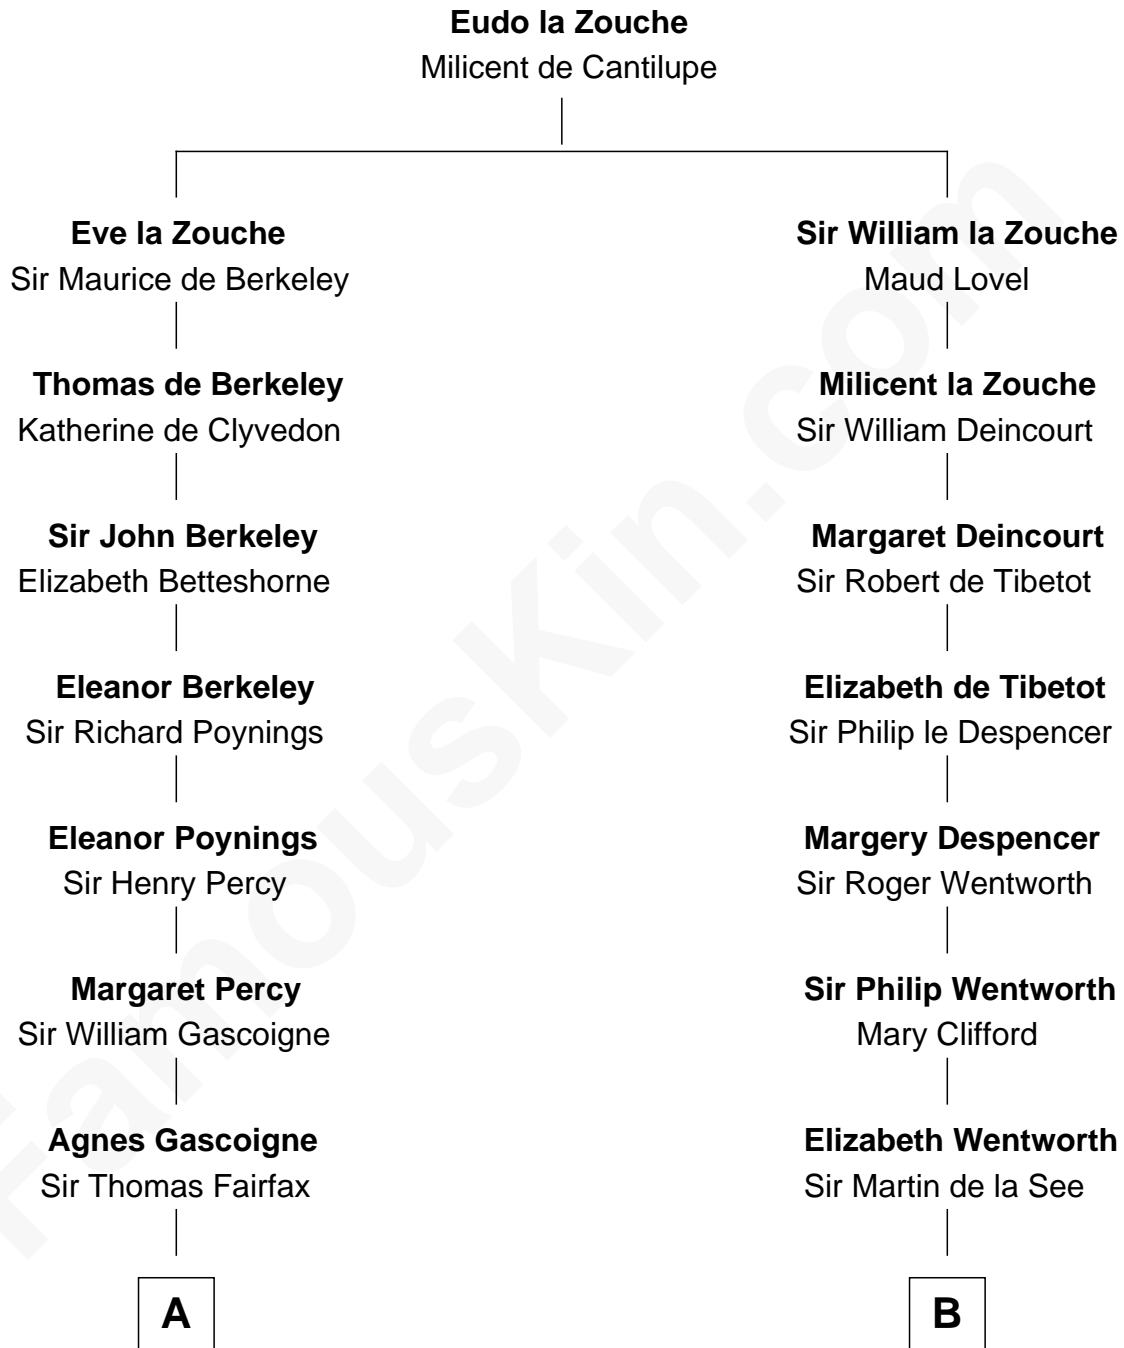 Eudo la Zouche
Milicent de Cantilupe
Eve la Zouche
Sir Maurice de Berkeley
Thomas de Berkeley
Katherine de Clyvedon
Sir John Berkeley
Elizabeth Betteshorne
Eleanor Berkeley
Sir Richard Poynings
Eleanor Poynings
Sir Henry Percy
Margaret Percy
Sir William Gascoigne
Agnes Gascoigne
Sir Thomas Fairfax
A
Sir William la Zouche
Maud Lovel
Milicent la Zouche
Sir William Deincourt
Margaret Deincourt
Sir Robert de Tibetot
Elizabeth de Tibetot
Sir Philip le Despencer
Margery Despencer
Sir Roger Wentworth
Sir Philip Wentworth
Mary Clifford
Elizabeth Wentworth
Sir Martin de la See
B
FamousKin.com